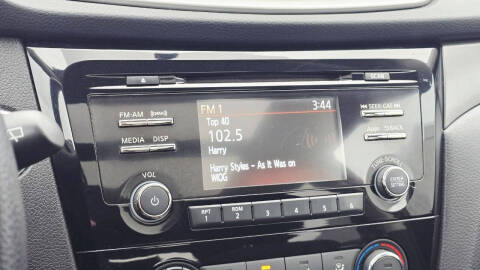 SCAN
FM 1 3:44
Top 40
102.5
Harry
Harry Styles - As It Was on
WIOG
FM·AM
MEDIA DISP
SEEK·CAT
TRACK
VOL
TUNE·SCROLL
ENTER
SETTING
RPT 1
RDM 2
3
4
5
6